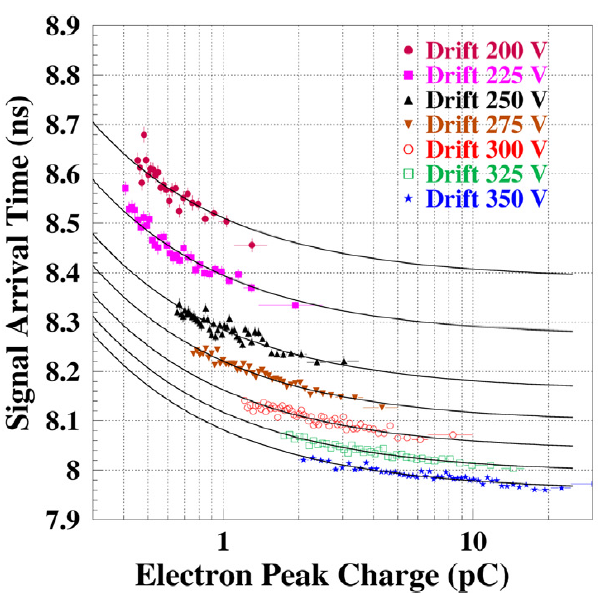 8.9
8.8
8.7
8.6
8.5
8.4
8.3
8.2
8.1
8
7.9
Signal Arrival Time (ns)
Drift 200 V
Drift 225 V
Drift 250 V
Drift 275 V
Drift 300 V
Drift 325 V
Drift 350 V
1
10
Electron Peak Charge (pC)